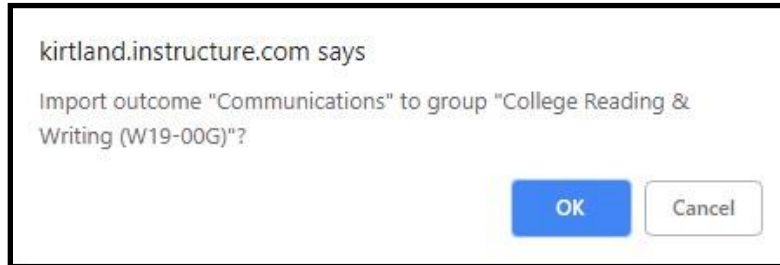 kirtland.instructure.com says
Import outcome "Communications" to group "College Reading &
Writing (W19-00G)"?
OK
Cancel